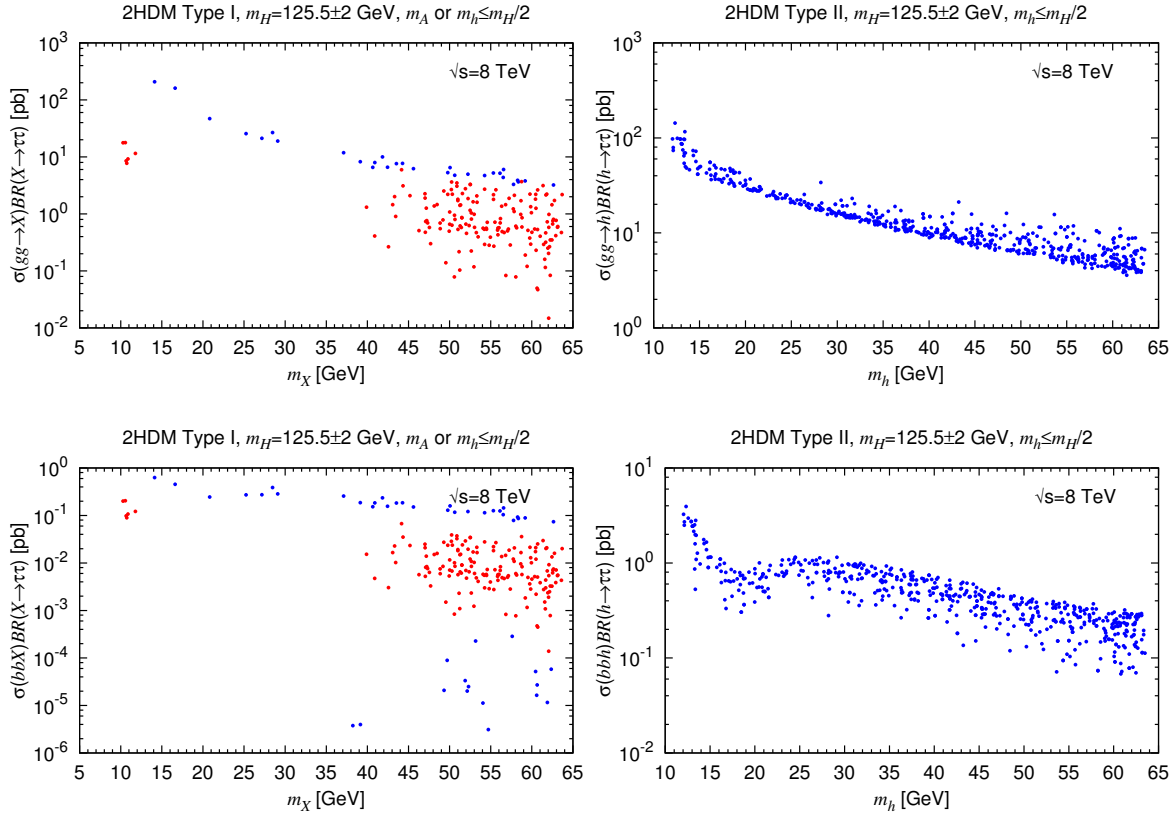 2HDM Type I, m_H=125.5±2 GeV, m_A or m_h≤m_H/2
√s=8 TeV
σ(gg→X)BR(X→ττ) [pb]
10^3
10^2
10^1
10^0
10^-1
10^-2
5 10 15 20 25 30 35 40 45 50 55 60 65
m_X [GeV]
2HDM Type II, m_H=125.5±2 GeV, m_h≤m_H/2
√s=8 TeV
σ(gg→h)BR(h→ττ) [pb]
10^3
10^2
10^1
10^0
10 15 20 25 30 35 40 45 50 55 60 65
m_h [GeV]
2HDM Type I, m_H=125.5±2 GeV, m_A or m_h≤m_H/2
√s=8 TeV
σ(bbX)BR(X→ττ) [pb]
10^0
10^-1
10^-2
10^-3
10^-4
10^-5
10^-6
5 10 15 20 25 30 35 40 45 50 55 60 65
m_X [GeV]
2HDM Type II, m_H=125.5±2 GeV, m_h≤m_H/2
√s=8 TeV
σ(bbh)BR(h→ττ) [pb]
10^1
10^0
10^-1
10^-2
10 15 20 25 30 35 40 45 50 55 60 65
m_h [GeV]